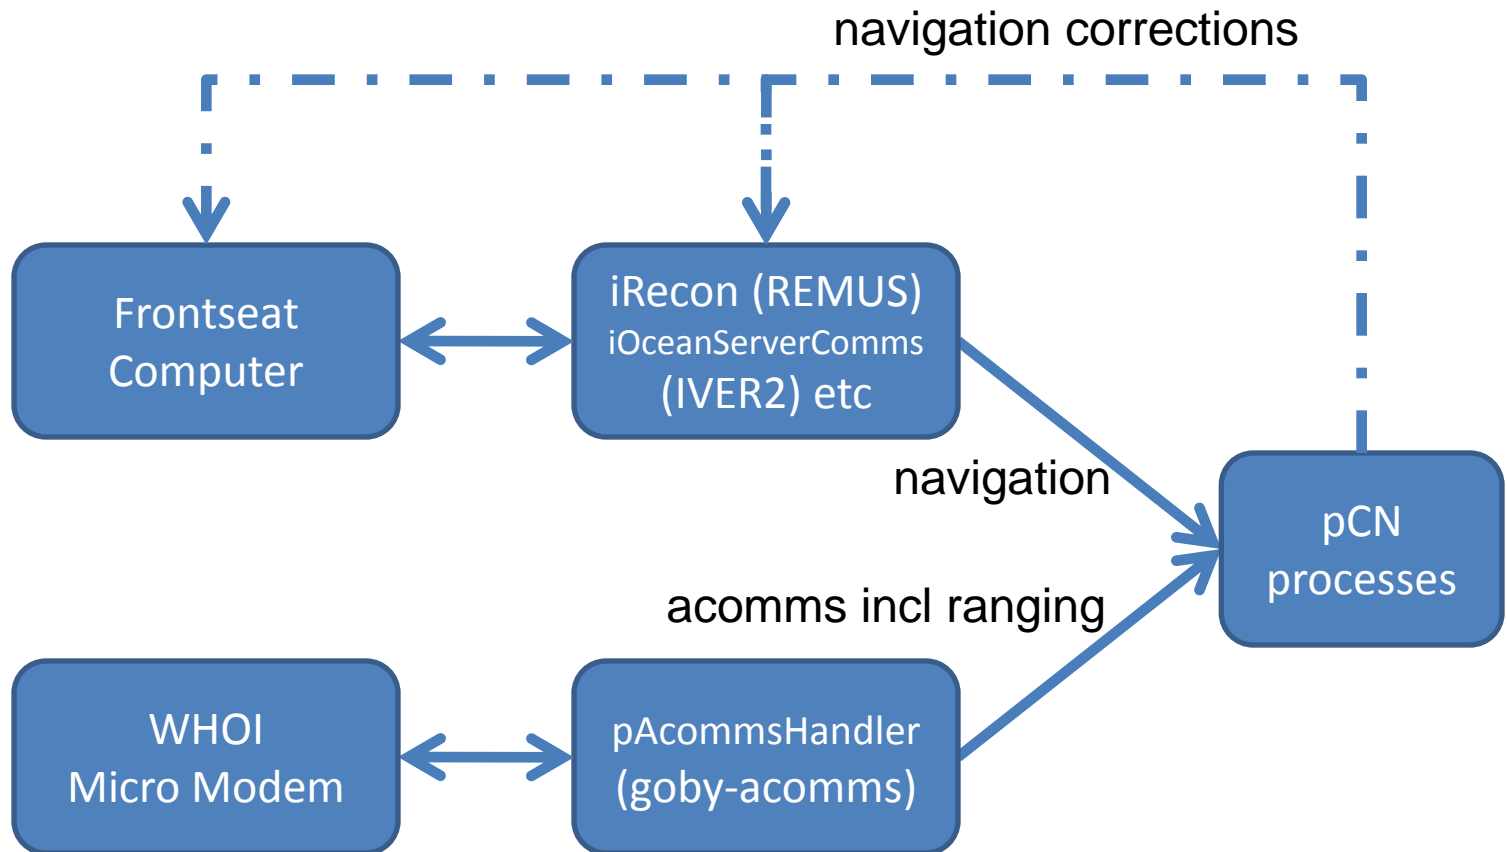 navigation corrections
Frontseat
Computer
iRecon (REMUS)
iOceanServerComms
(IVER2) etc
navigation
pCN
processes
acomms incl ranging
WHOI
Micro Modem
pAcommsHandler
(goby-acomms)